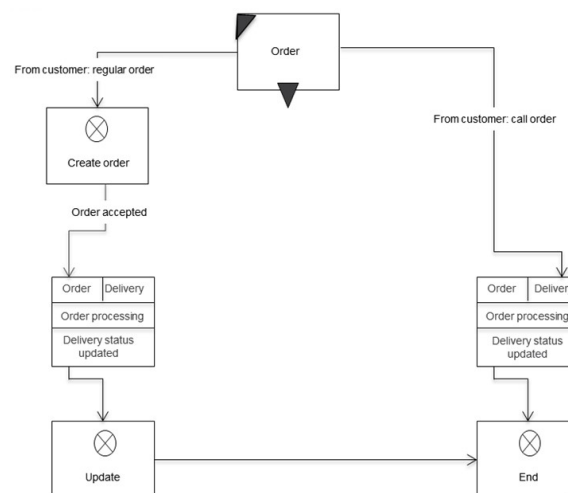 Order
From customer: regular order
From customer: call order
Create order
Order accepted
Order Delivery
Order processing
Delivery status
updated
Order Deliver
Order processing
Delivery status
updated
Update
End